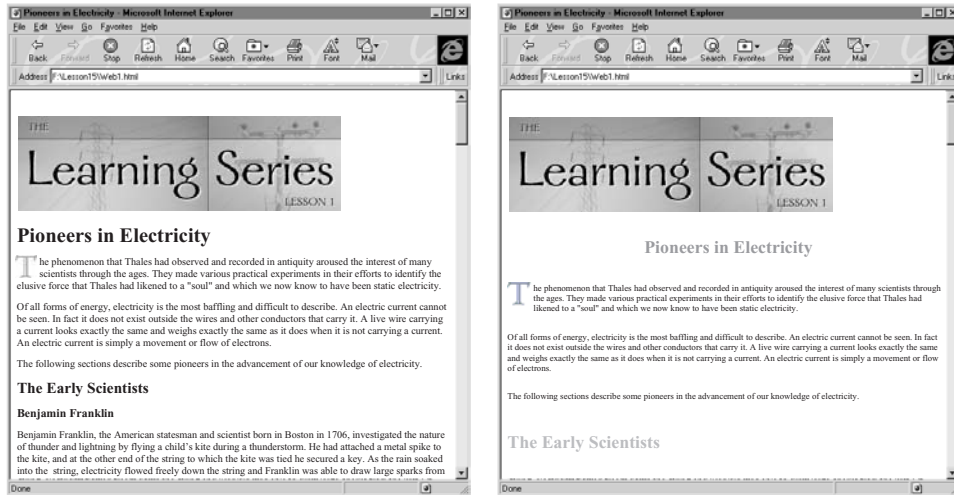 Pioneers in Electricity - Microsoft Internet Explorer
File Edit View Go Favorites Help
Back Forward Stop Refresh Home Search Favorites Print Font Mail
Address F:\Lesson15\Web1.html Links
THE
Learning Series
LESSON 1
Pioneers in Electricity
The phenomenon that Thales had observed and recorded in antiquity aroused the interest of many
scientists through the ages. They made various practical experiments in their efforts to identify the
elusive force that Thales had likened to a "soul" and which we now know to have been static electricity.
Of all forms of energy, electricity is the most baffling and difficult to describe. An electric current cannot
be seen. In fact it does not exist outside the wires and other conductors that carry it. A live wire carrying
a current looks exactly the same and weighs exactly the same as it does when it is not carrying a current.
An electric current is simply a movement or flow of electrons.
The following sections describe some pioneers in the advancement of our knowledge of electricity.
The Early Scientists
Benjamin Franklin
Benjamin Franklin, the American statesman and scientist born in Boston in 1706, investigated the nature
of thunder and lightning by flying a child's kite during a thunderstorm. He had attached a metal spike to
the kite, and at the other end of the string to which the kite was tied he secured a key. As the rain soaked
into the string, electricity flowed freely down the string and Franklin was able to draw large sparks from
Done
Pioneers in Electricity - Microsoft Internet Explorer
File Edit View Go Favorites Help
Back Forward Stop Refresh Home Search Favorites Print Font Mail
Address F:\Lesson15\Web1.html Links
THE
Learning Series
LESSON 1
Pioneers in Electricity
The phenomenon that Thales had observed and recorded in antiquity aroused the interest of many scientists through
the ages. They made various practical experiments in their efforts to identify the elusive force that Thales had
likened to a "soul" and which we now know to have been static electricity.
Of all forms of energy, electricity is the most baffling and difficult to describe. An electric current cannot be seen. In fact
it does not exist outside the wires and other conductors that carry it. A live wire carrying a current looks exactly the same
and weighs exactly the same as it does when it is not carrying a current. An electric current is simply a movement or flow
of electrons.
The following sections describe some pioneers in the advancement of our knowledge of electricity.
The Early Scientists
Done